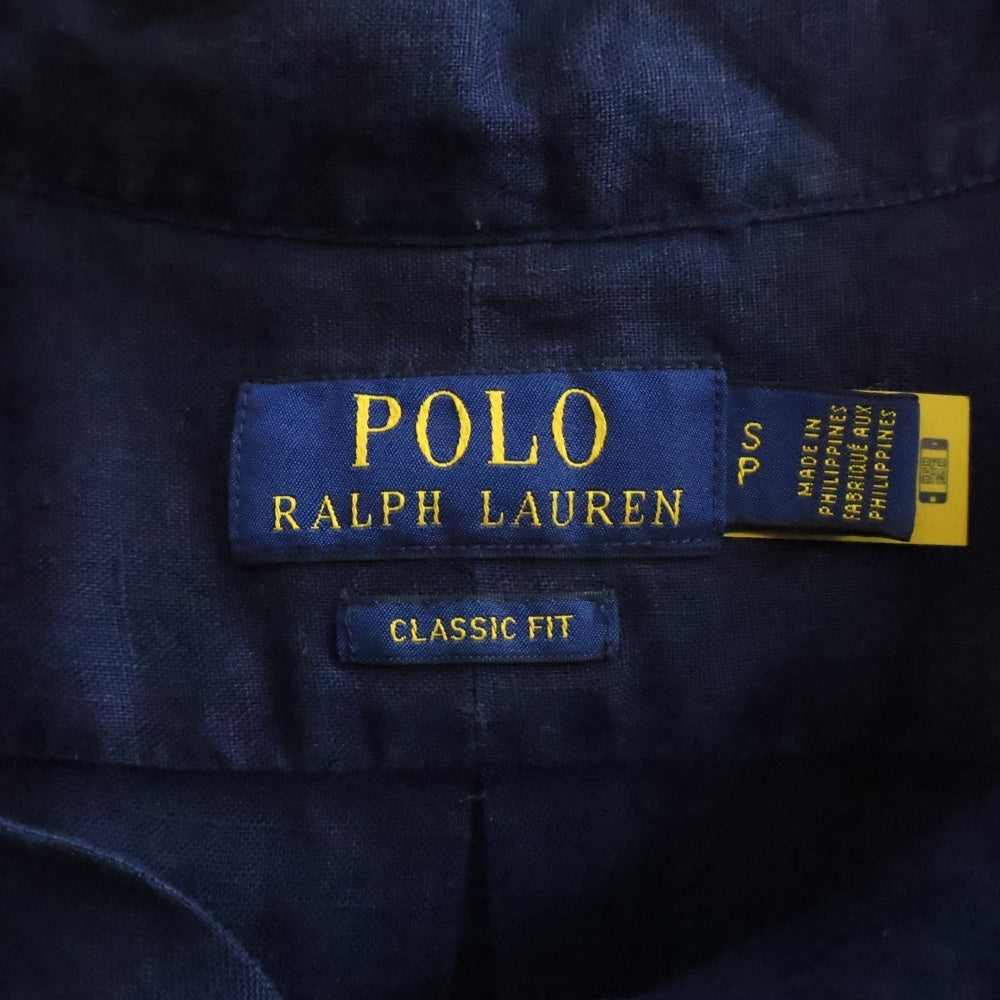 POLO
RALPH LAUREN
CLASSIC FIT
S
P
MADE IN
PHILIPPINES
FABRIQUÉ AUX
PHILIPPINES